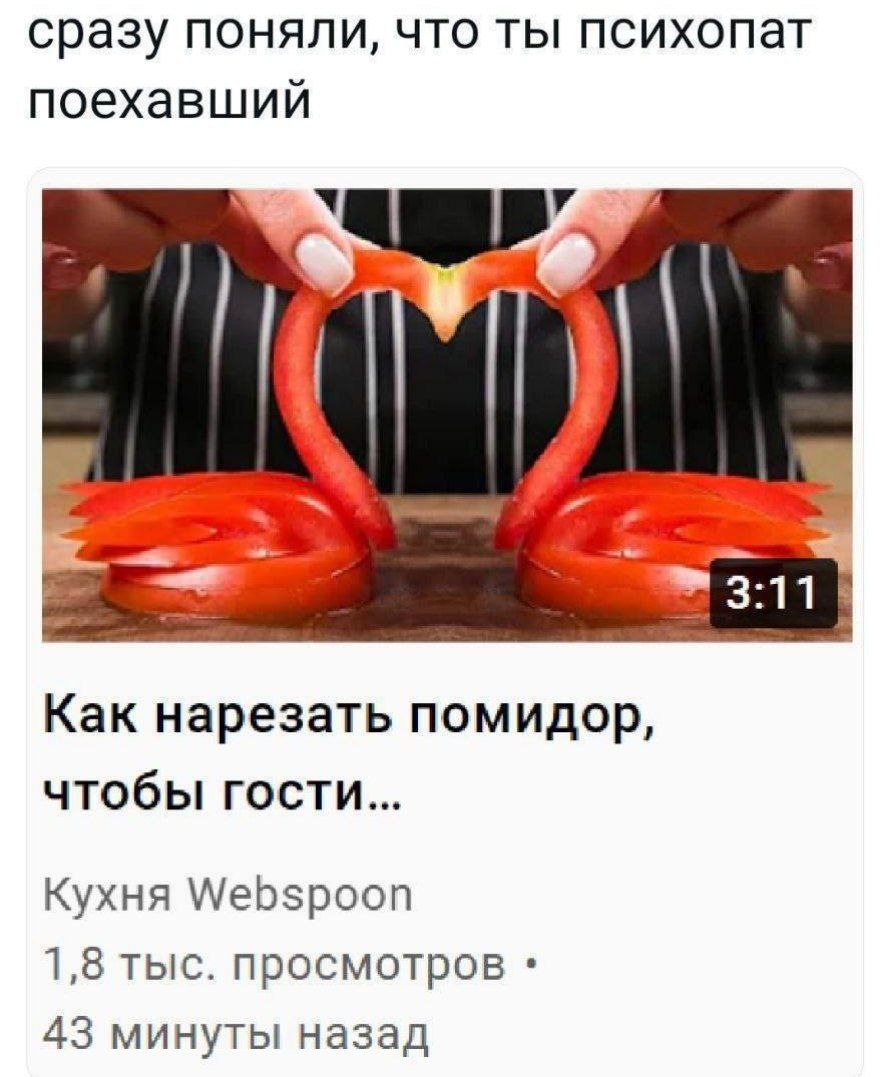 сразу поняли, что ты психопат
поехавший
3:11
Как нарезать помидор,
чтобы гости...
Кухня Webspoon
1,8 тыс. просмотров •
43 минуты назад